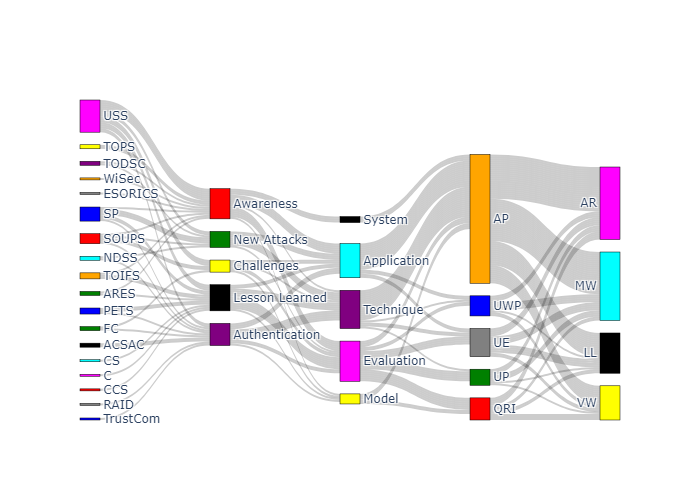 USS
TOPS
TODSC
WiSec
ESORICS
SP
SOUPS
NDSS
TOIFS
ARES
PETS
FC
ACSAC
CS
C
CCS
RAID
TrustCom
Awareness
New Attacks
Challenges
Lesson Learned
Authentication
System
Application
Technique
Evaluation
Model
AP
UWP
UE
UP
QRI
AR
MW
LL
VW